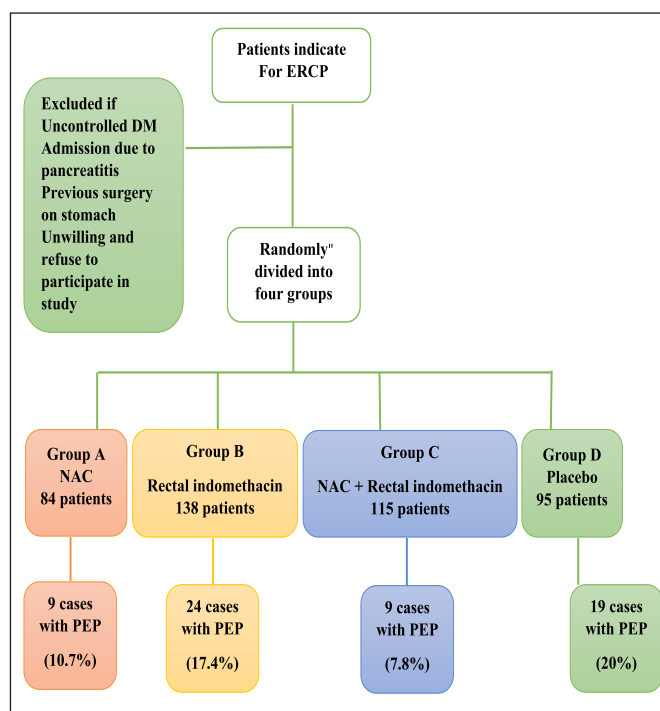 Patients indicate
For ERCP
Excluded if
Uncontrolled DM
Admission due to
pancreatitis
Previous surgery
on stomach
Unwilling and
refuse to
participate in
study
Randomly"
divided into
four groups
Group A
NAC
84 patients
Group B
Rectal indomethacin
138 patients
Group C
NAC + Rectal indomethacin
115 patients
Group D
Placebo
95 patients
9 cases
with PEP
(10.7%)
24 cases
with PEP
(17.4%)
9 cases
with PEP
(7.8%)
19 cases
with PEP
(20%)